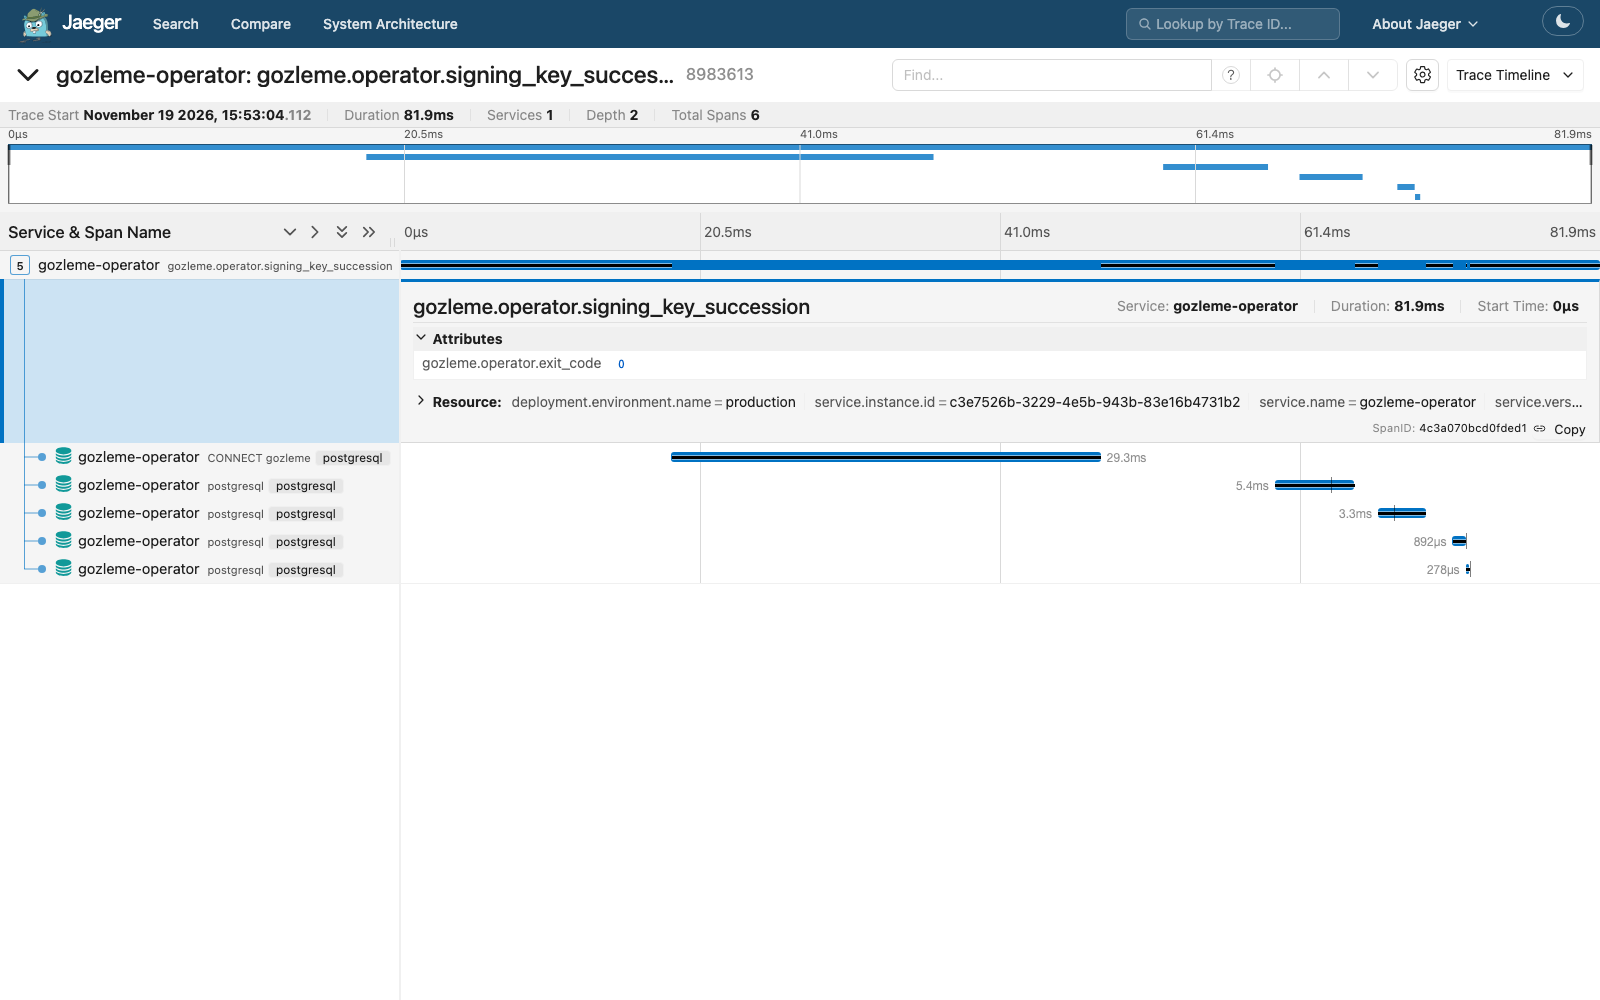 Jaeger Search Compare System Architecture Lookup by Trace ID... About Jaeger
gozleme-operator: gozleme.operator.signing_key_succes... 8983613 Find... ? Trace Timeline
Trace Start November 19 2026, 15:53:04.112 Duration 81.9ms Services 1 Depth 2 Total Spans 6
0μs 20.5ms 41.0ms 61.4ms 81.9ms
Service & Span Name 0μs 20.5ms 41.0ms 61.4ms 81.9ms
5 gozleme-operator gozleme.operator.signing_key_succession
gozleme.operator.signing_key_succession Service: gozleme-operator Duration: 81.9ms Start Time: 0μs
Attributes
gozleme.operator.exit_code 0
Resource: deployment.environment.name = production service.instance.id = c3e7526b-3229-4e5b-943b-83e16b4731b2 service.name = gozleme-operator service.vers...
SpanID: 4c3a070bcd0fded1 Copy
gozleme-operator CONNECT gozleme postgresql 29.3ms
gozleme-operator postgresql postgresql 5.4ms
gozleme-operator postgresql postgresql 3.3ms
gozleme-operator postgresql postgresql 892μs
gozleme-operator postgresql postgresql 278μs